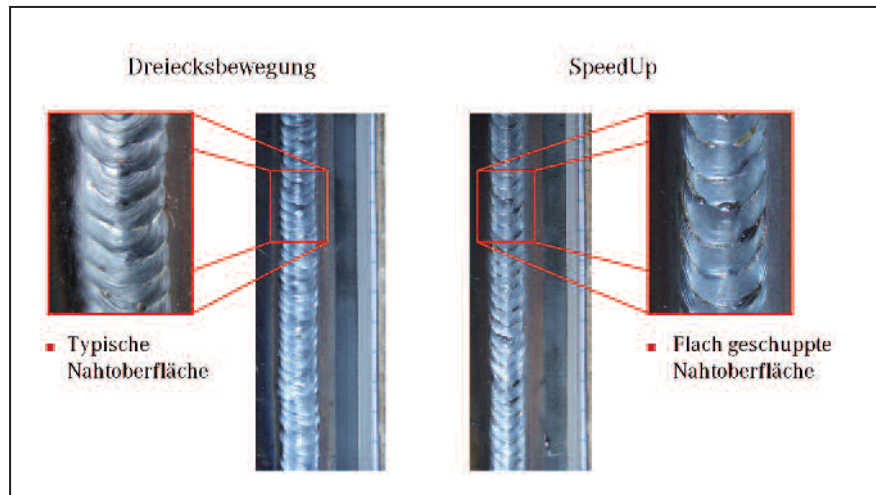 Dreiecksbewegung
SpeedUp
Typische
Nahtoberfläche
Flach geschuppte
Nahtoberfläche